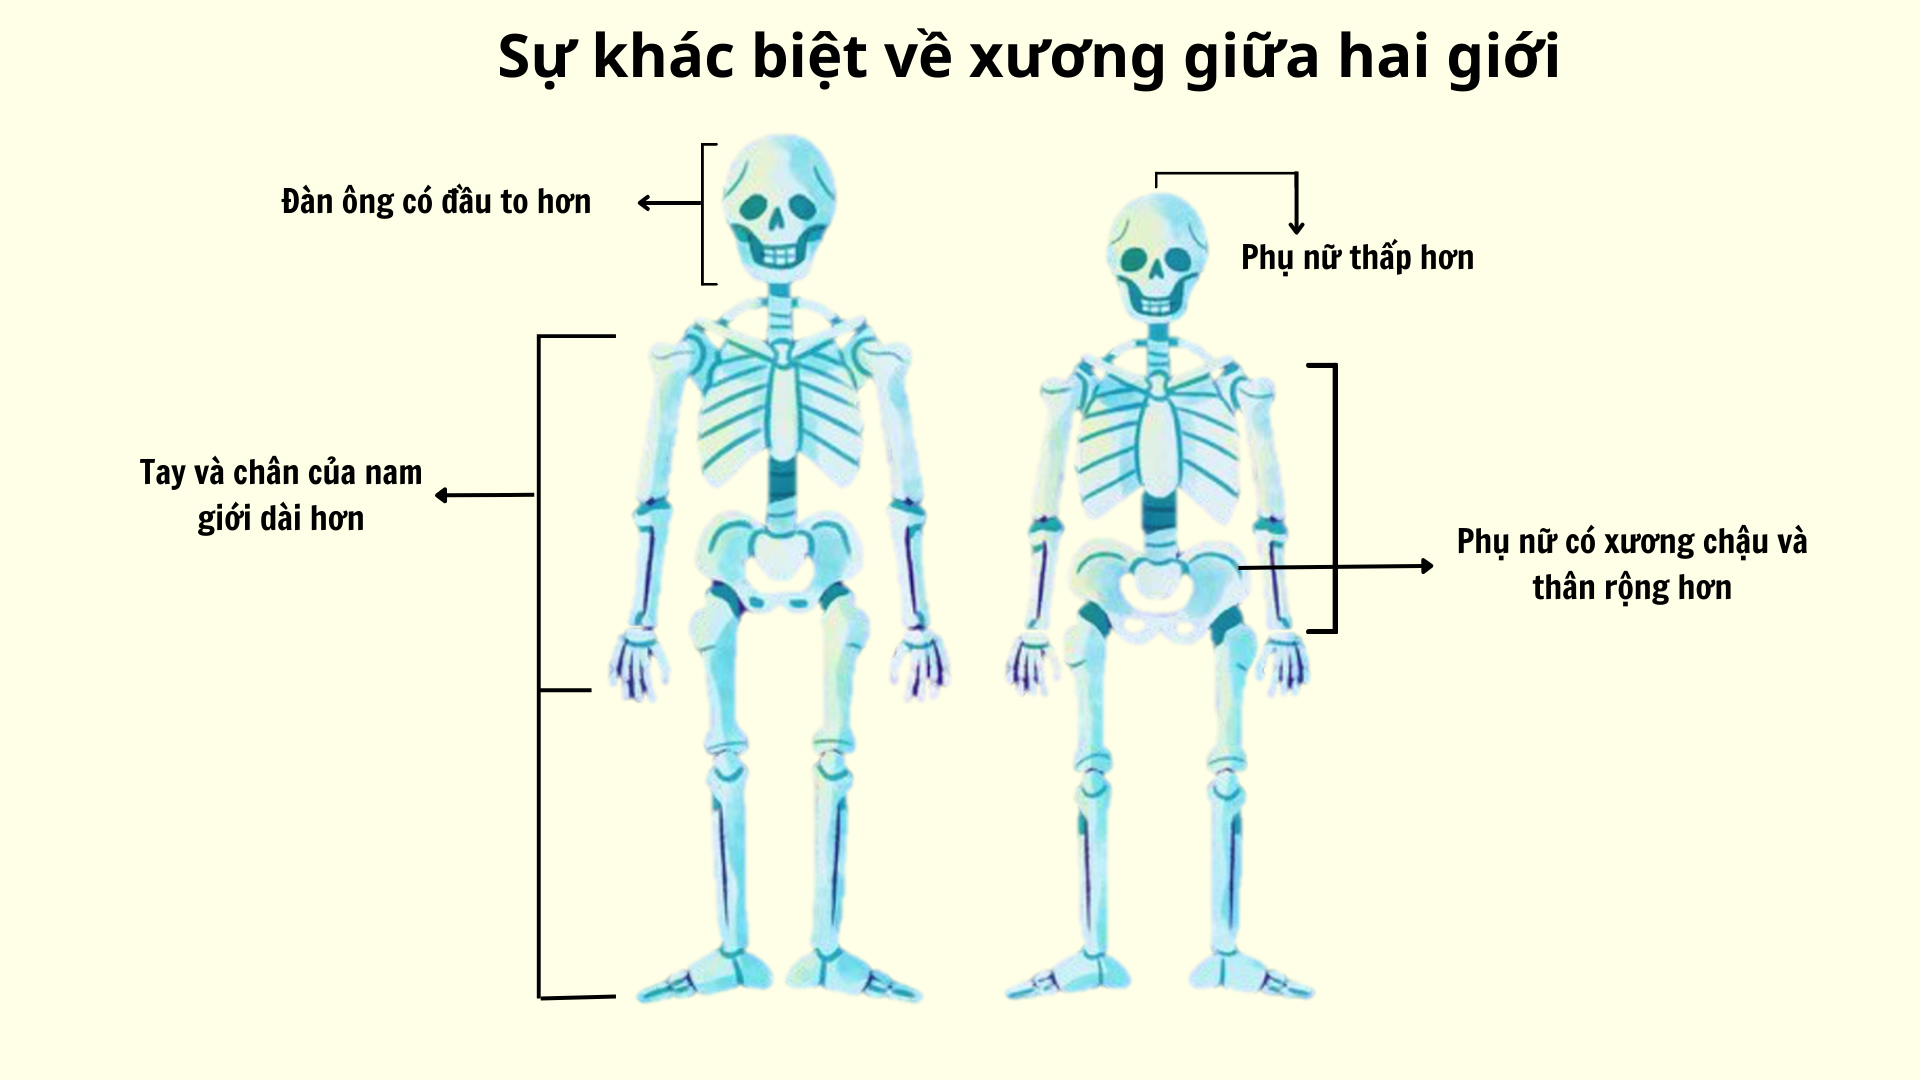 Sự khác biệt về xương giữa hai giới
Đàn ông có đầu to hơn
Phụ nữ thấp hơn
Tay và chân của nam
giới dài hơn
Phụ nữ có xương chậu và
thân rộng hơn